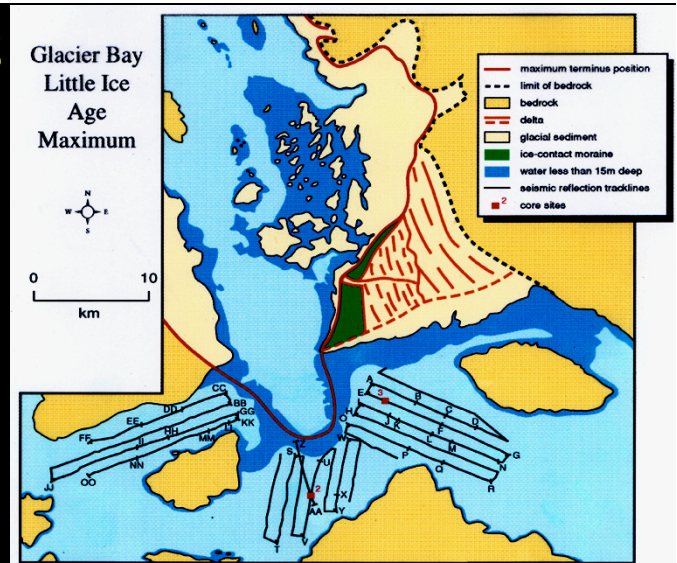 Glacier Bay
Little Ice
Age
Maximum
N
W E
S
0 10
km
maximum terminus position
limit of bedrock
bedrock
delta
glacial sediment
ice-contact moraine
water less than 15m deep
seismic reflection tracklines
2 core sites
CC
DD
BB
GG
KK
EE
FF
HH
LL
MM
II
NN
JJ
OO
A
E
3
B
H
C
O
J
K
F
D
W
L
M
P
G
Q
N
R
Z
S
U
2
X
AA
Y
T
V